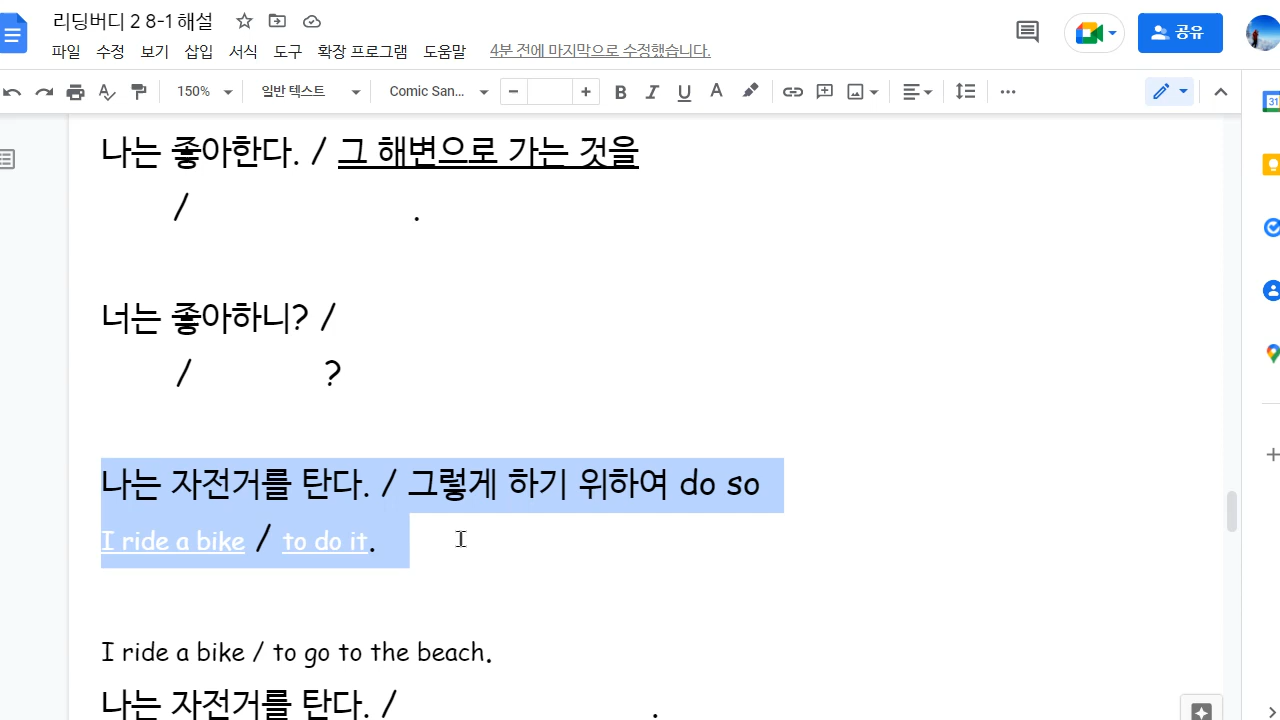 리딩버디 2 8-1 해설
파일 수정 보기 삽입 서식 도구 확장 프로그램 도움말 4분 전에 마지막으로 수정했습니다.
공유
150% 일반 텍스트 Comic San... − + B I U A
31
나는 좋아한다. / 그 해변으로 가는 것을
/ .
너는 좋아하니? /
/ ?
나는 자전거를 탄다. / 그렇게 하기 위하여 do so
I ride a bike / to do it.
I ride a bike / to go to the beach.
나는 자전거를 탄다. / .